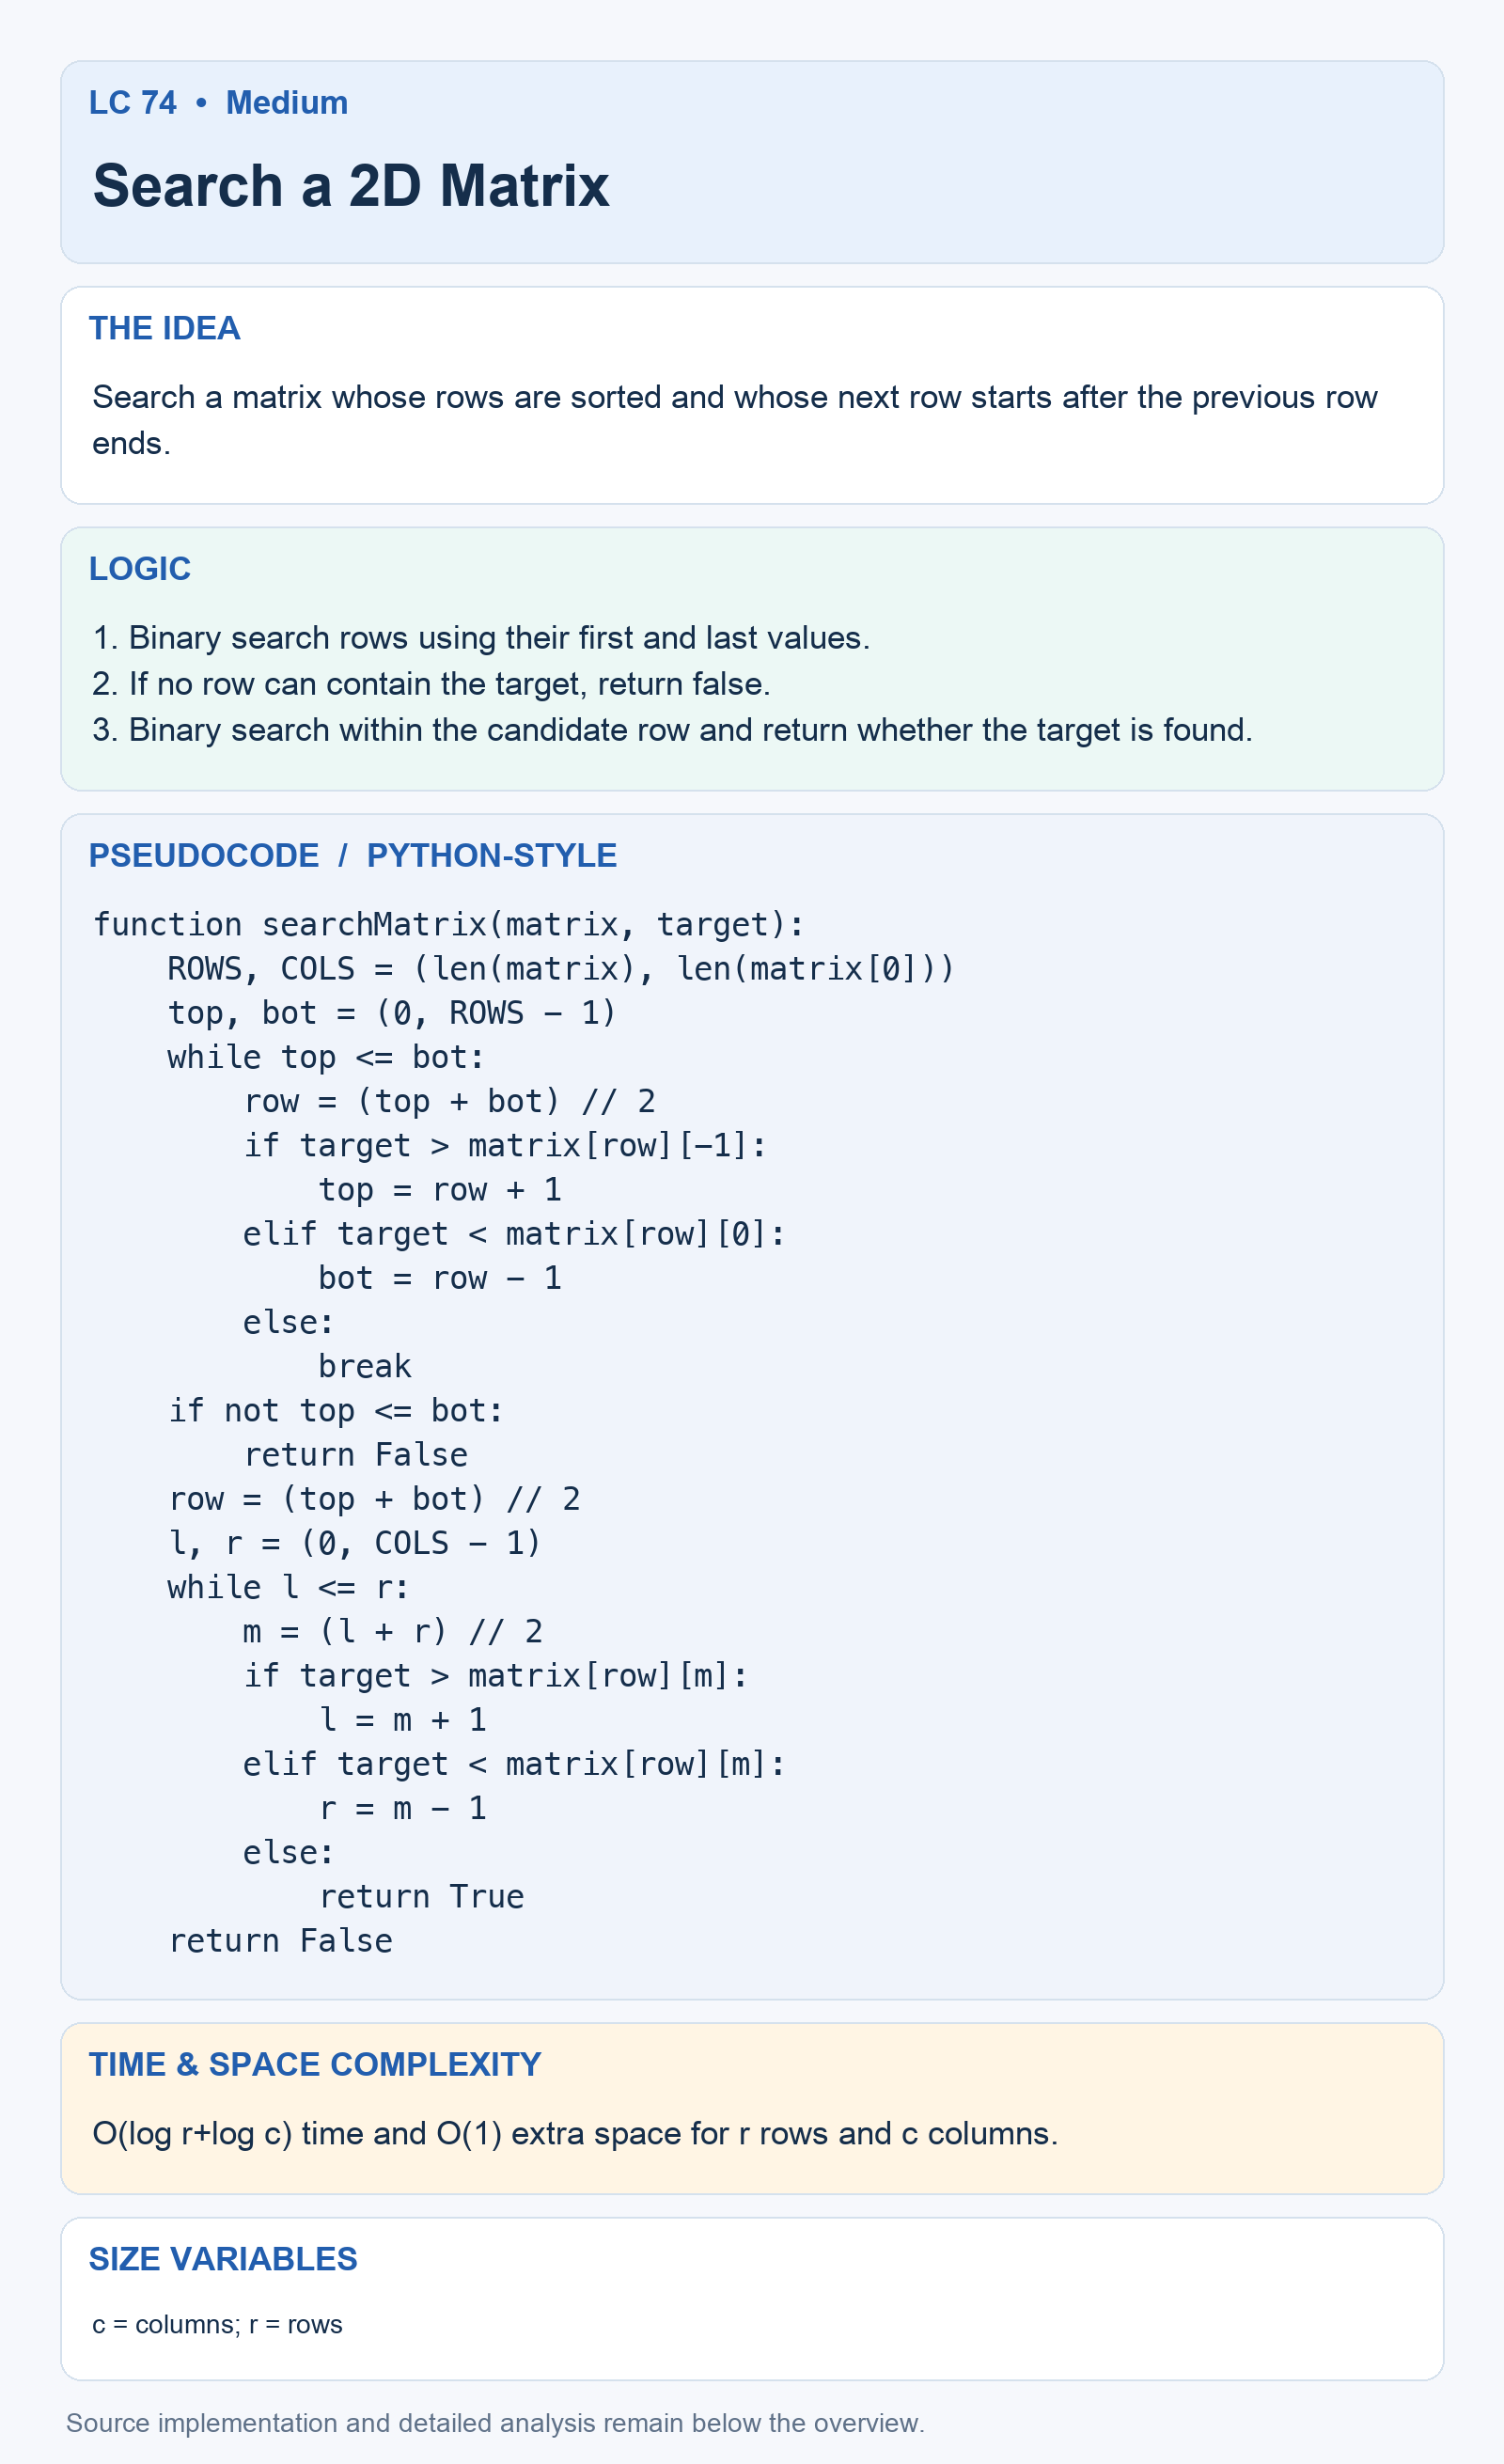 LC 74 • Medium
Search a 2D Matrix
THE IDEA
Search a matrix whose rows are sorted and whose next row starts after the previous row
ends.
LOGIC
1. Binary search rows using their first and last values.
2. If no row can contain the target, return false.
3. Binary search within the candidate row and return whether the target is found.
PSEUDOCODE / PYTHON-STYLE
function searchMatrix(matrix, target):
    ROWS, COLS = (len(matrix), len(matrix[0]))
    top, bot = (0, ROWS − 1)
    while top <= bot:
        row = (top + bot) // 2
        if target > matrix[row][−1]:
            top = row + 1
        elif target < matrix[row][0]:
            bot = row − 1
        else:
            break
    if not top <= bot:
        return False
    row = (top + bot) // 2
    l, r = (0, COLS − 1)
    while l <= r:
        m = (l + r) // 2
        if target > matrix[row][m]:
            l = m + 1
        elif target < matrix[row][m]:
            r = m − 1
        else:
            return True
    return False
TIME & SPACE COMPLEXITY
O(log r+log c) time and O(1) extra space for r rows and c columns.
SIZE VARIABLES
c = columns; r = rows
Source implementation and detailed analysis remain below the overview.